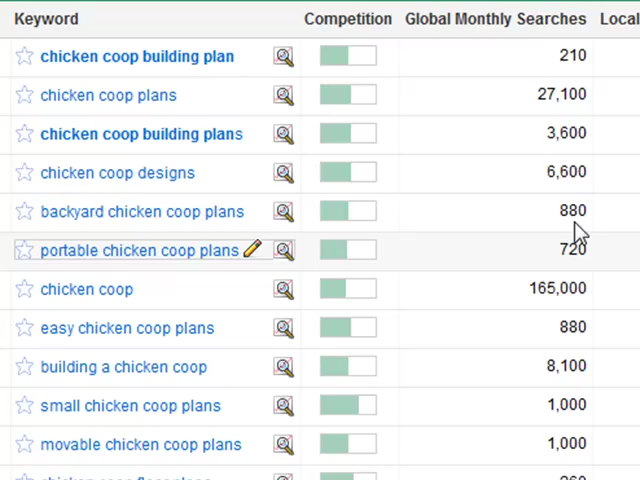 Keyword Competition Global Monthly Searches Local
chicken coop building plan 210
chicken coop plans 27,100
chicken coop building plans 3,600
chicken coop designs 6,600
backyard chicken coop plans 880
portable chicken coop plans 720
chicken coop 165,000
easy chicken coop plans 880
building a chicken coop 8,100
small chicken coop plans 1,000
movable chicken coop plans 1,000